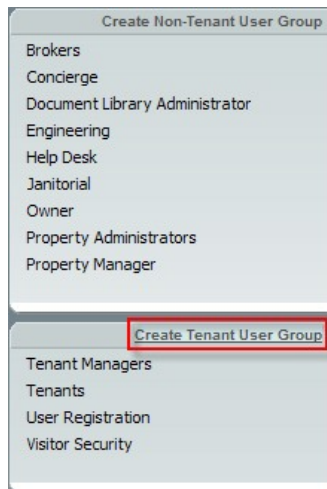 Create Non-Tenant User Group
Brokers
Concierge
Document Library Administrator
Engineering
Help Desk
Janitorial
Owner
Property Administrators
Property Manager
Create Tenant User Group
Tenant Managers
Tenants
User Registration
Visitor Security